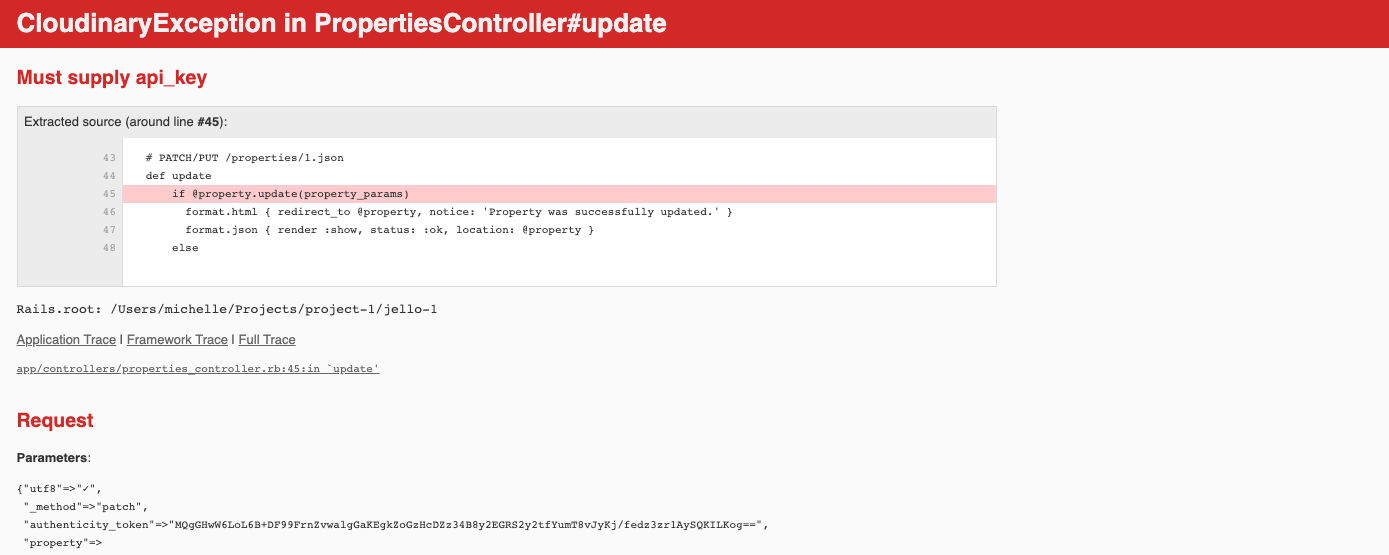 CloudinaryException in PropertiesController#update
Must supply api_key
Extracted source (around line #45):
43 # PATCH/PUT /properties/1.json
44 def update
45 if @property.update(property_params)
46 format.html { redirect_to @property, notice: 'Property was successfully updated.' }
47 format.json { render :show, status: :ok, location: @property }
48 else
Rails.root: /Users/michelle/Projects/project-1/jello-1
Application Trace | Framework Trace | Full Trace
app/controllers/properties_controller.rb:45:in `update'
Request
Parameters:
{"utf8"=>"✓",
"_method"=>"patch",
"authenticity_token"=>"MQgGHwW6LoL6B+DF99FrnZvwalgGaKEgkZoGzHcDZz34B8y2EGRS2y2tfYumT8vJyKj/fedz3zrlAySQKILKog==",
"property"=>